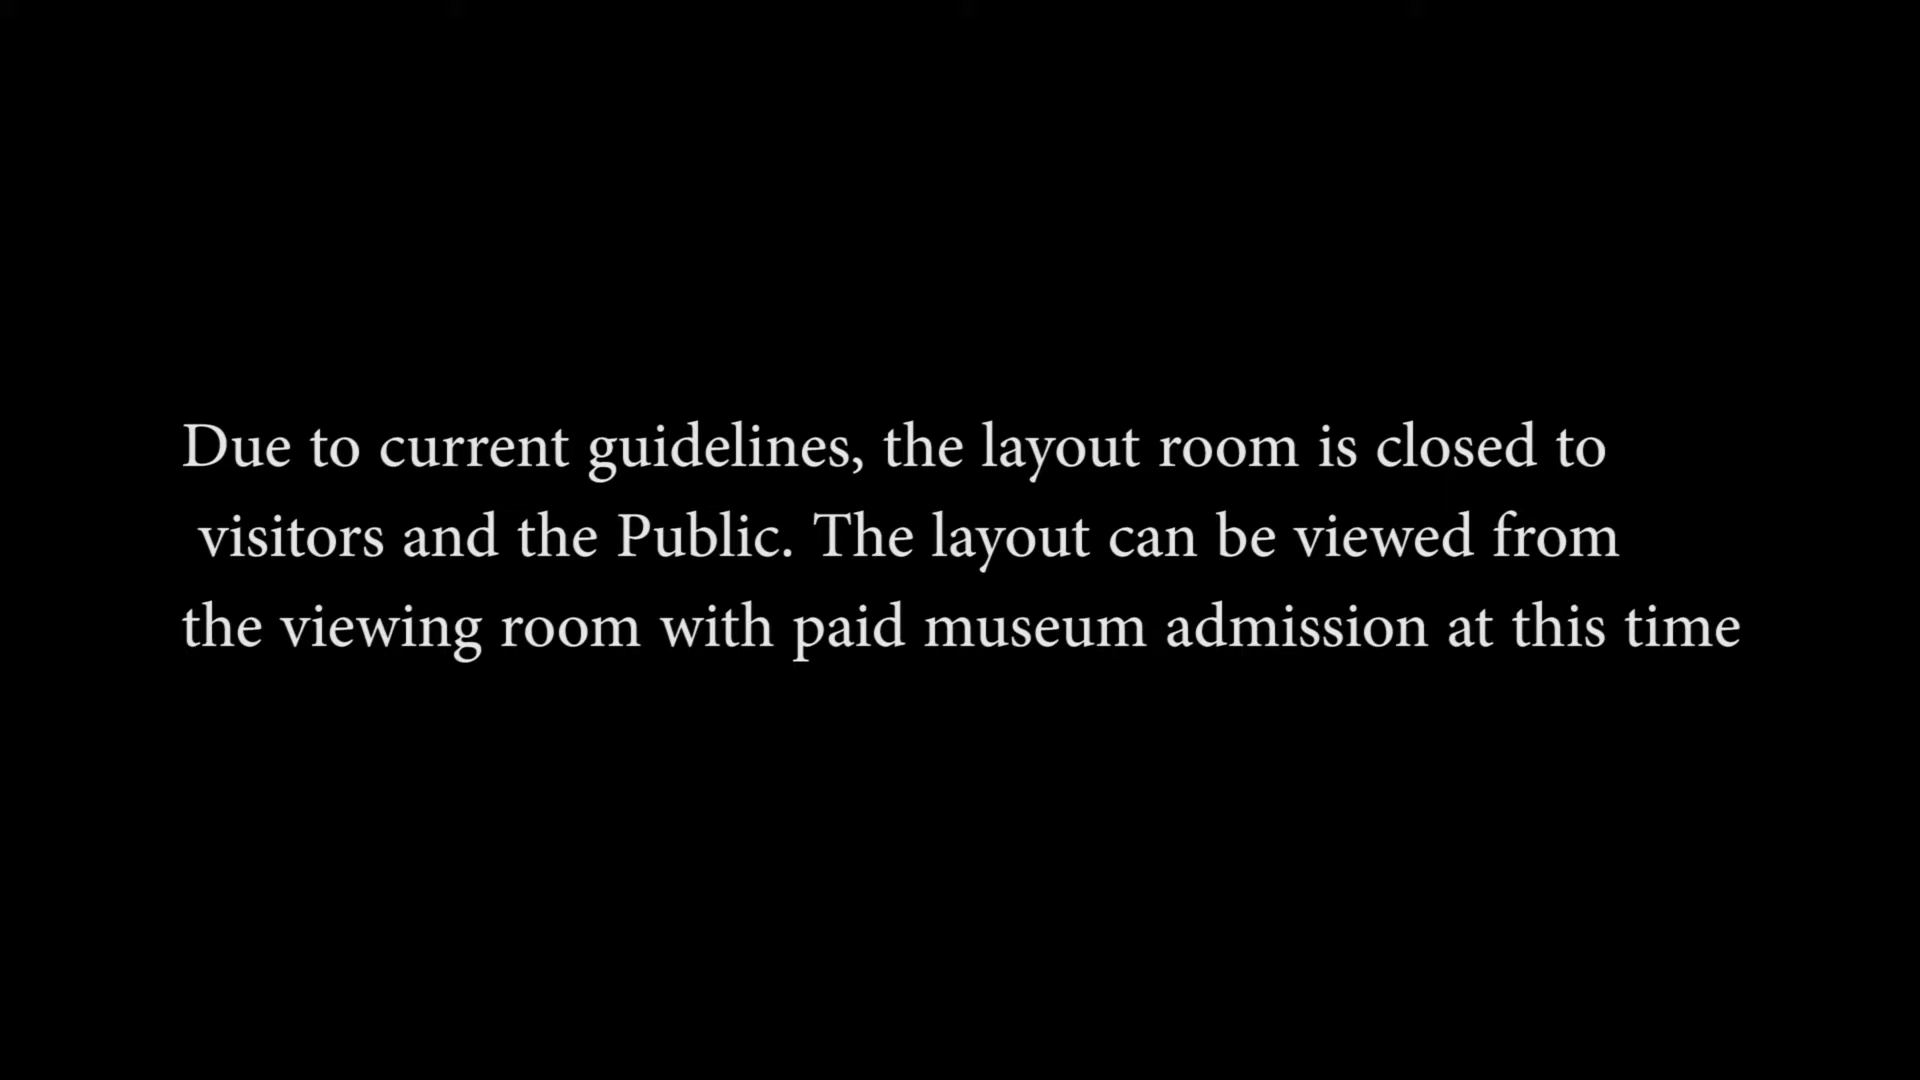 Due to current guidelines, the layout room is closed to
visitors and the Public. The layout can be viewed from
the viewing room with paid museum admission at this time